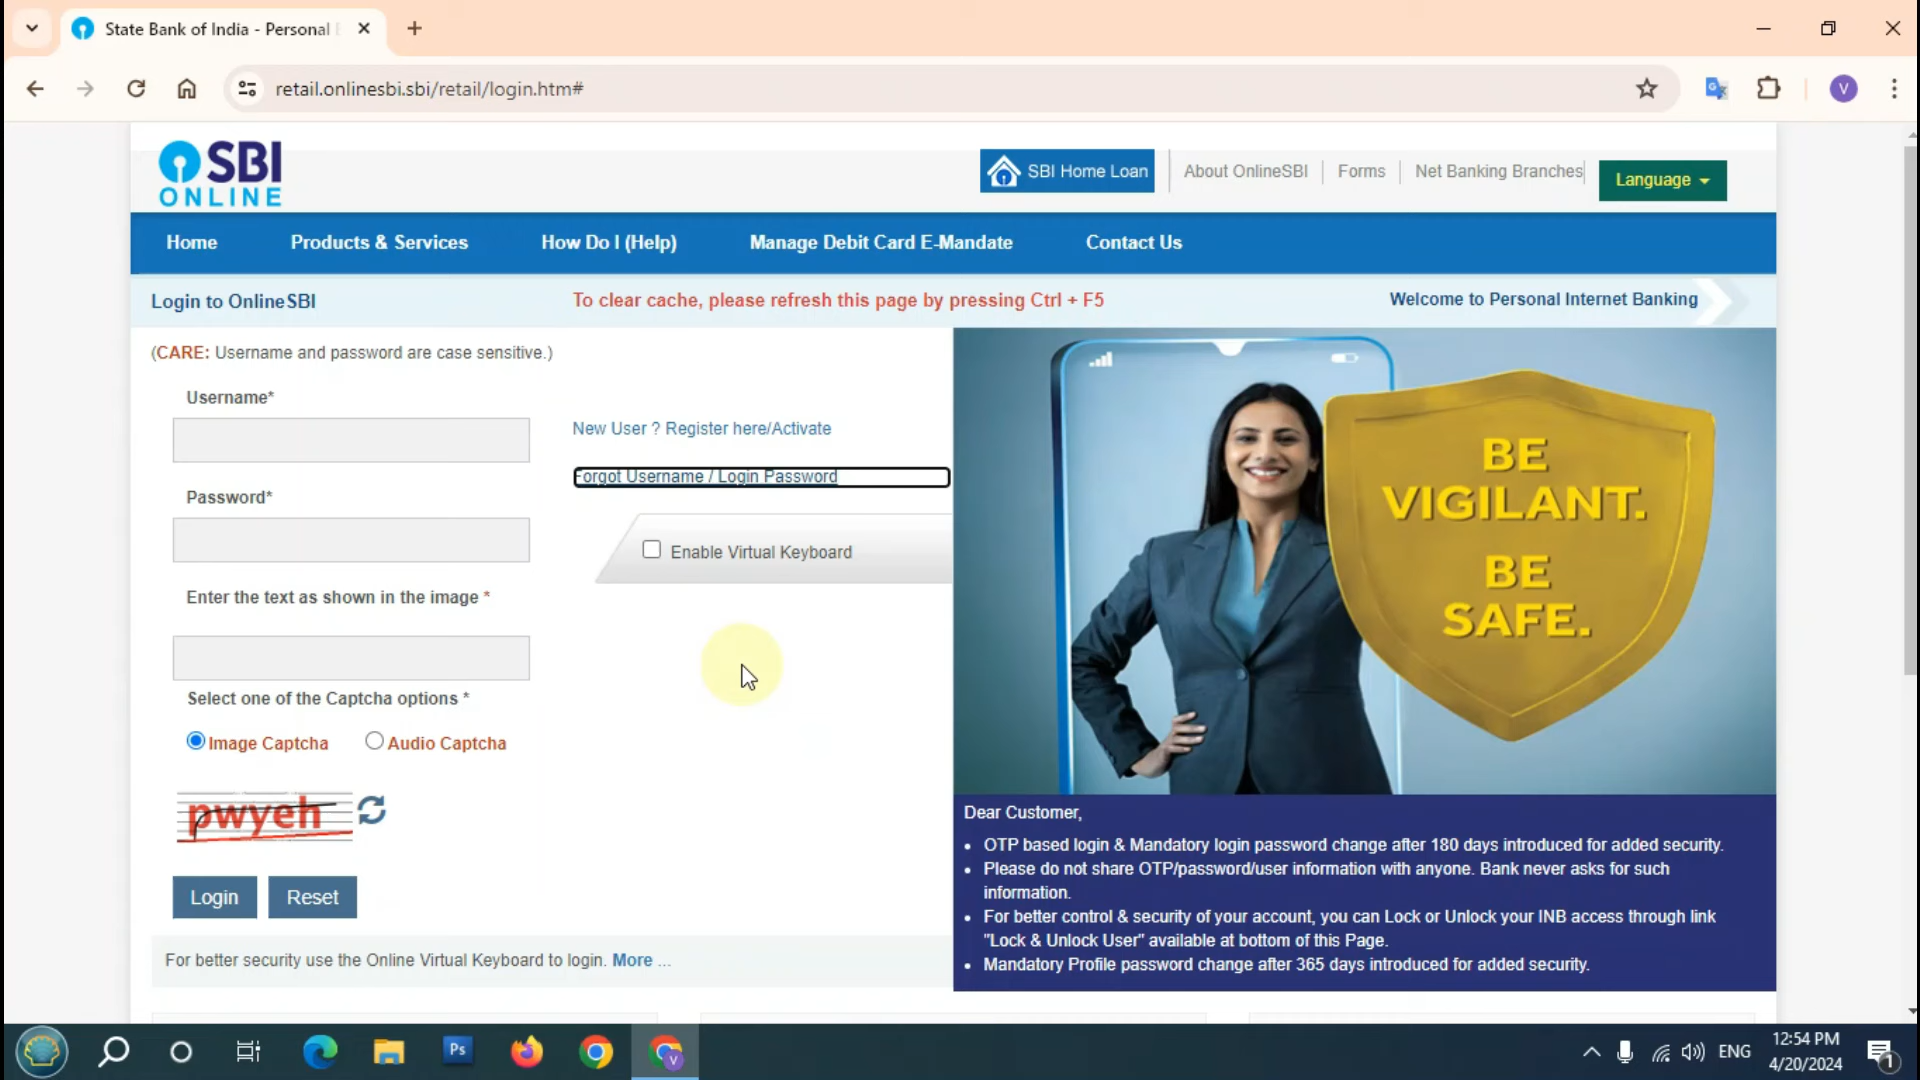 State Bank of India - Personal
retail.onlinesbi.sbi/retail/login.htm#
V
SBI
ONLINE
SBI Home Loan
About OnlineSBI
Forms
Net Banking Branches
Language
Home
Products & Services
How Do I (Help)
Manage Debit Card E-Mandate
Contact Us
Login to OnlineSBI
To clear cache, please refresh this page by pressing Ctrl + F5
Welcome to Personal Internet Banking
(CARE: Username and password are case sensitive.)
Username*
New User ? Register here/Activate
Forgot Username / Login Password
Password*
Enable Virtual Keyboard
Enter the text as shown in the image *
Select one of the Captcha options *
Image Captcha
Audio Captcha
pwyeh
Login
Reset
For better security use the Online Virtual Keyboard to login. More ...
BE
VIGILANT.
BE
SAFE.
Dear Customer,
• OTP based login & Mandatory login password change after 180 days introduced for added security.
• Please do not share OTP/password/user information with anyone. Bank never asks for such
information.
• For better control & security of your account, you can Lock or Unlock your INB access through link
"Lock & Unlock User" available at bottom of this Page.
• Mandatory Profile password change after 365 days introduced for added security.
Ps
V
ENG
12:54 PM
4/20/2024
1